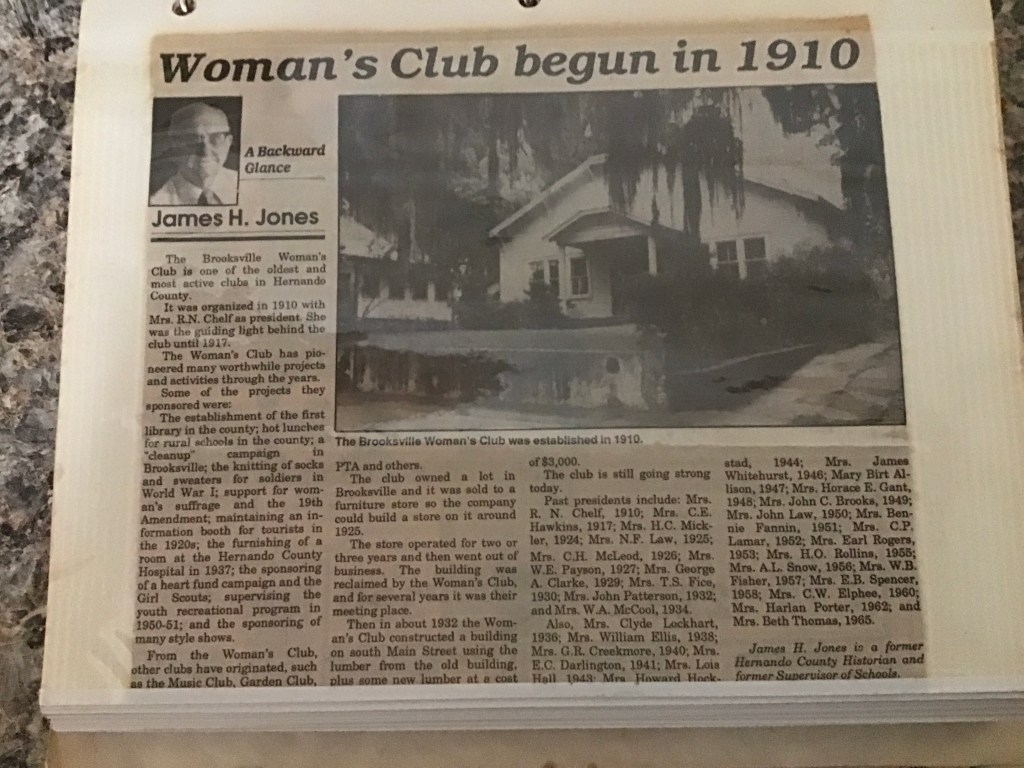 Woman's Club begun in 1910
A Backward
Glance
James H. Jones
The Brooksville Woman's
Club is one of the oldest and
most active clubs in Hernando
County.
It was organized in 1910 with
Mrs. R.N. Chelf as president. She
was the guiding light behind the
club until 1917.
The Woman's Club has pio-
neered many worthwhile projects
and activities through the years.
Some of the projects they
sponsored were:
The establishment of the first
library in the county; hot lunches
for rural schools in the county; a
"cleanup" campaign in
Brooksville; the knitting of socks
and sweaters for soldiers in
World War I; support for wom-
an's suffrage and the 19th
Amendment; maintaining an in-
formation booth for tourists in
the 1920s; the furnishing of a
room at the Hernando County
Hospital in 1937; the sponsoring
of a heart fund campaign and the
Girl Scouts; supervising the
youth recreational program in
1950-51; and the sponsoring of
many style shows.
From the Woman's Club,
other clubs have originated, such
as the Music Club, Garden Club,
The Brooksville Woman's Club was established in 1910.
PTA and others.
The club owned a lot in
Brooksville and it was sold to a
furniture store so the company
could build a store on it around
1925.
The store operated for two or
three years and then went out of
business. The building was
reclaimed by the Woman's Club,
and for several years it was their
meeting place.
Then in about 1932 the Wom-
an's Club constructed a building
on south Main Street using the
lumber from the old building,
plus some new lumber at a cost
of $3,000.
The club is still going strong
today.
Past presidents include: Mrs.
R. N. Chelf, 1910; Mrs. C.E.
Hawkins, 1917; Mrs. H.C. Mick-
ler, 1924; Mrs. N.F. Law, 1925;
Mrs. C.H. McLeod, 1926; Mrs.
W.E. Payson, 1927; Mrs. George
A. Clarke, 1929; Mrs. T.S. Fice,
1930; Mrs. John Patterson, 1932;
and Mrs. W.A. McCool, 1934.
Also, Mrs. Clyde Lockhart,
1936; Mrs. William Ellis, 1938;
Mrs. G.R. Creekmore, 1940; Mrs.
E.C. Darlington, 1941; Mrs. Lois
Hall, 1943; Mrs. Howard Hock-
stad, 1944; Mrs. James
Whitehurst, 1946; Mary Birt Al-
lison, 1947; Mrs. Horace E. Gant,
1948; Mrs. John C. Brooks, 1949;
Mrs. John Law, 1950; Mrs. Ben-
nie Fannin, 1951; Mrs. C.P.
Lamar, 1952; Mrs. Earl Rogers,
1953; Mrs. H.O. Rollins, 1955;
Mrs. A.L. Snow, 1956; Mrs. W.B.
Fisher, 1957; Mrs. E.B. Spencer,
1958; Mrs. C.W. Elphee, 1960;
Mrs. Harlan Porter, 1962; and
Mrs. Beth Thomas, 1965.
James H. Jones is a former
Hernando County Historian and
former Supervisor of Schools.